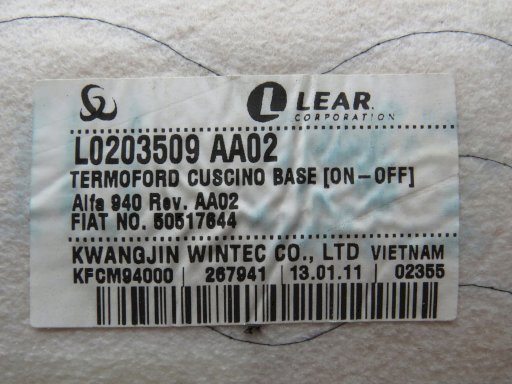 LEAR.
CORPORATION
L0203509 AA02
TERMOFORD CUSCINO BASE [ON-OFF]
Alfa 940 Rev. AA02
FIAT NO. 50517644
KWANGJIN WINTEC CO., LTD VIETNAM
KFCM94000 267941 13.01.11 02355